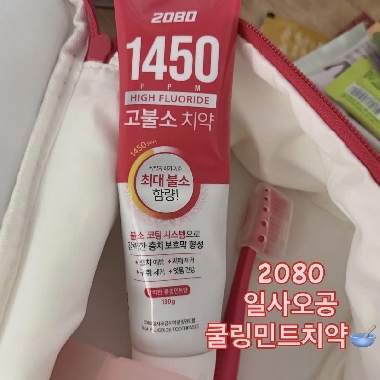 2080
1450
PPM
HIGH FLUORIDE
고불소 치약
1450 ppm
최대 불소
함량!
불소 코팅 시스템으로
충치 보호막 형성
130g
2080
일사오공
쿨링민트치약